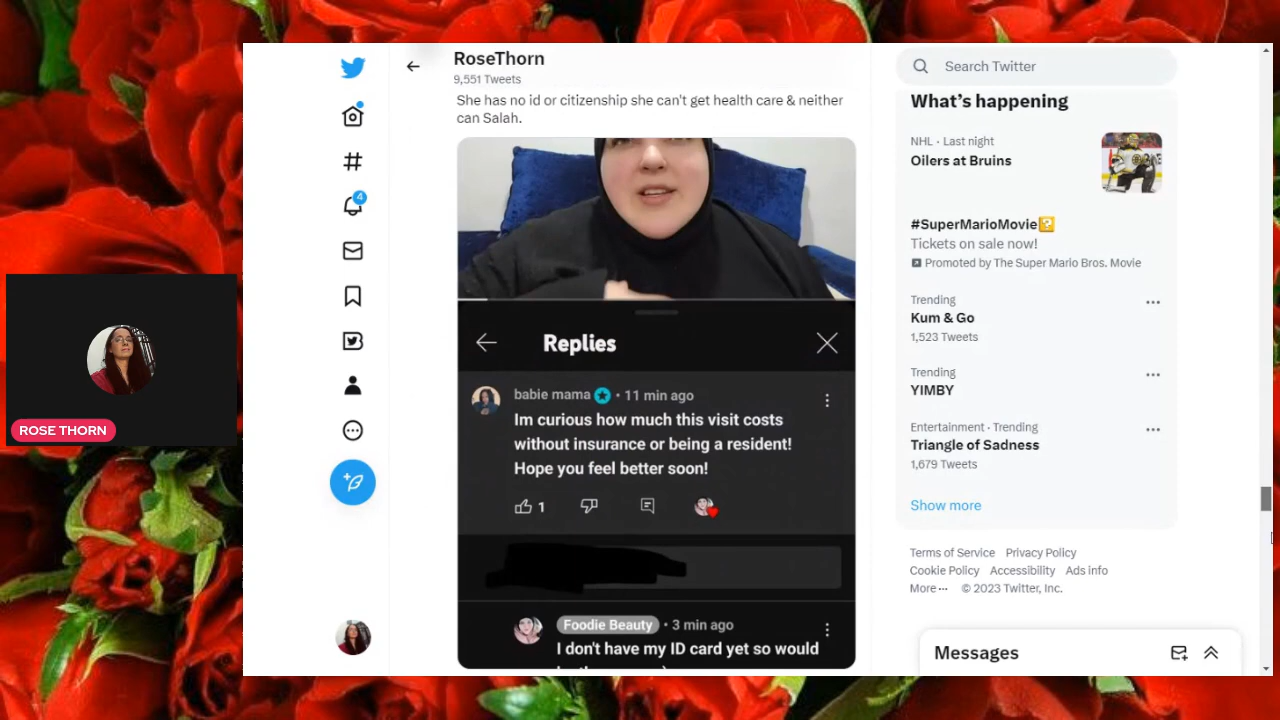 RoseThorn
9,551 Tweets
She has no id or citizenship she can't get health care & neither
can Salah.
Replies
babie mama • 11 min ago
Im curious how much this visit costs
without insurance or being a resident!
Hope you feel better soon!
1
Foodie Beauty • 3 min ago
I don't have my ID card yet so would
4
ROSE THORN
Search Twitter
What's happening
NHL · Last night
Oilers at Bruins
#SuperMarioMovie
Tickets on sale now!
Promoted by The Super Mario Bros. Movie
Trending
Kum & Go
1,523 Tweets
Trending
YIMBY
Entertainment · Trending
Triangle of Sadness
1,679 Tweets
Show more
Terms of Service Privacy Policy
Cookie Policy Accessibility Ads info
More ··· © 2023 Twitter, Inc.
Messages